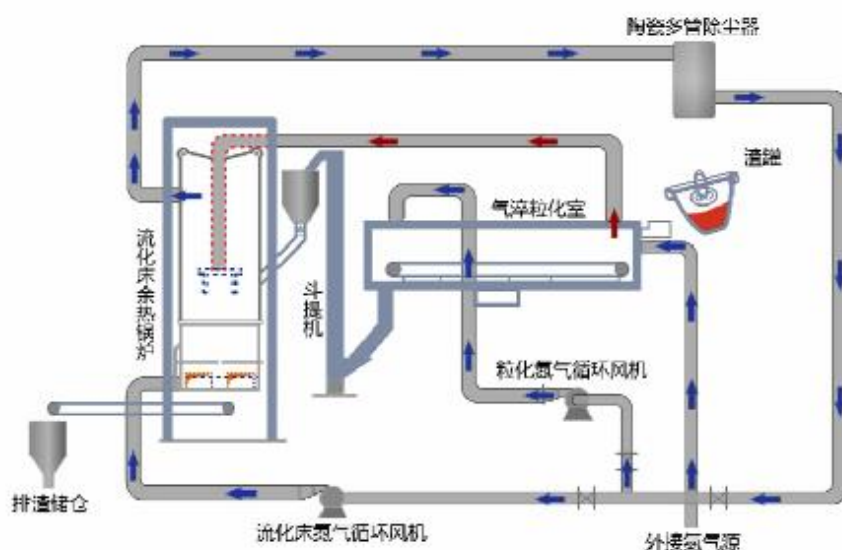 陶瓷多管除尘器
渣罐
气淬粒化室
流化床余热锅炉
斗提机
粒化氮气循环风机
排渣储仓
流化床氮气循环风机
外接氮气源